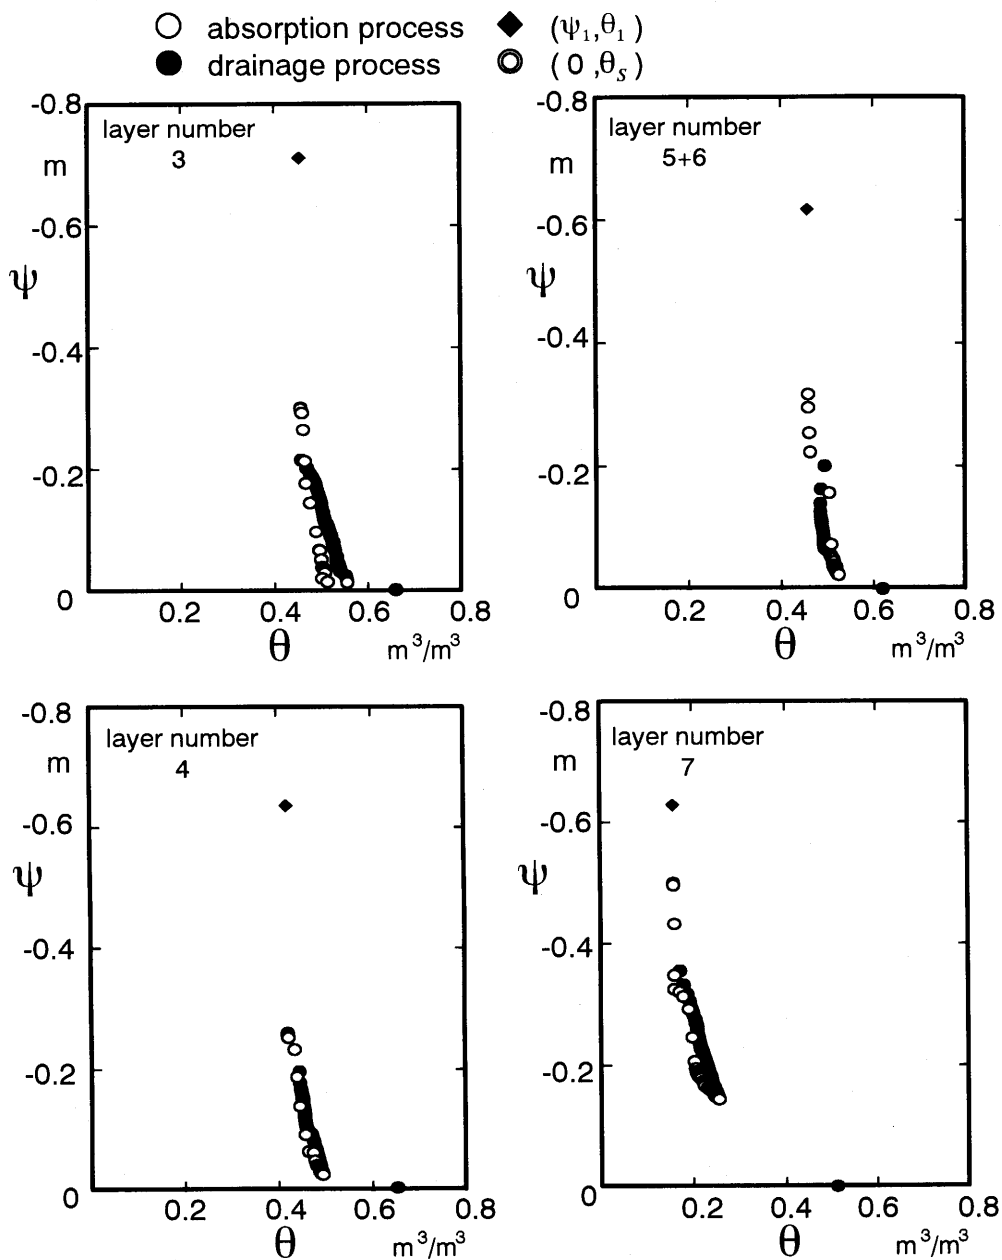 absorption process (ψ₁,θ₁)
drainage process (0,θₛ)
-0.8
layer number
3
m
-0.6
ψ
-0.4
-0.2
0
0.2 0.4 0.6 0.8
θ m³/m³
-0.8
layer number
5+6
m
-0.6
ψ
-0.4
-0.2
0
0.2 0.4 0.6 0.8
θ m³/m³
-0.8
layer number
4
m
-0.6
ψ
-0.4
-0.2
0
0.2 0.4 0.6 0.8
θ m³/m³
-0.8
layer number
7
m
-0.6
ψ
-0.4
-0.2
0
0.2 0.4 0.6 0.8
θ m³/m³